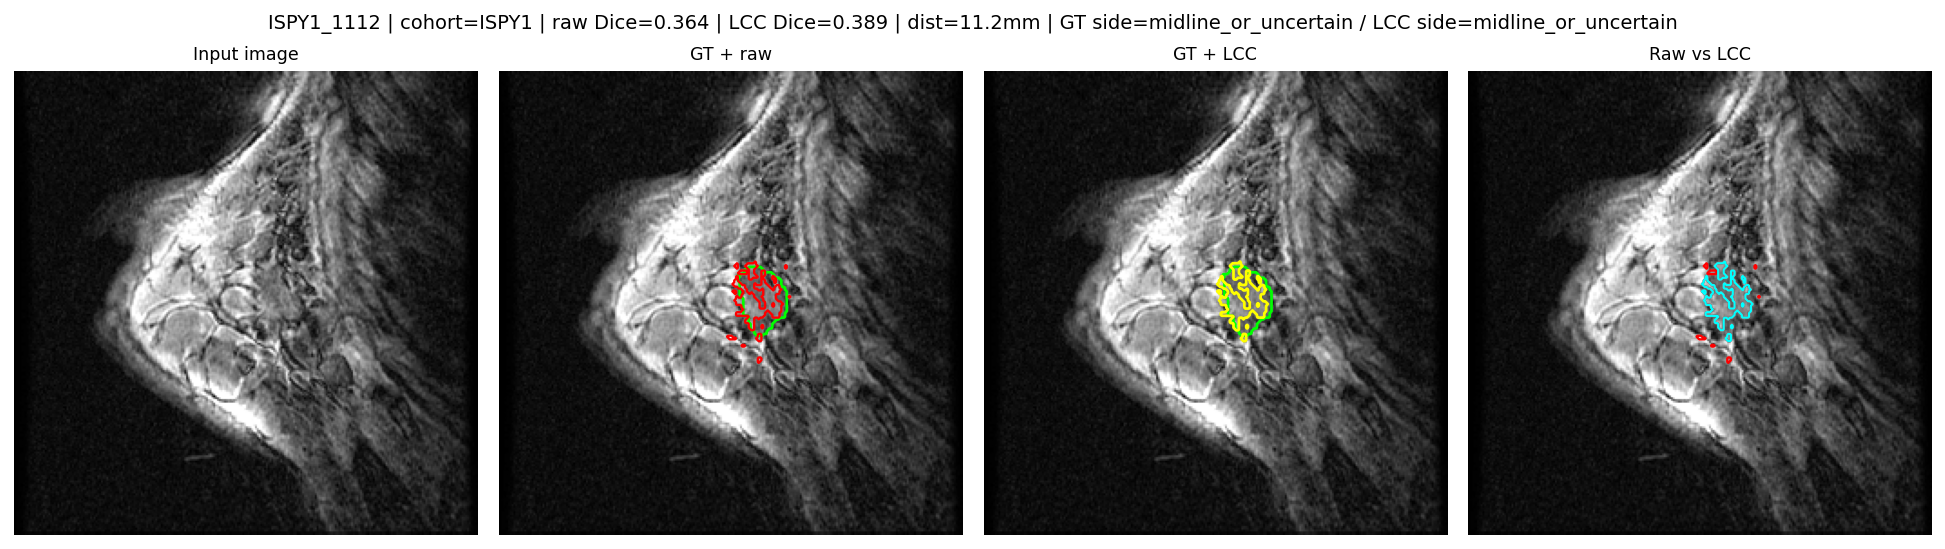 ISPY1_1112 | cohort=ISPY1 | raw Dice=0.364 | LCC Dice=0.389 | dist=11.2mm | GT side=midline_or_uncertain / LCC side=midline_or_uncertain
Input image
GT + raw
GT + LCC
Raw vs LCC